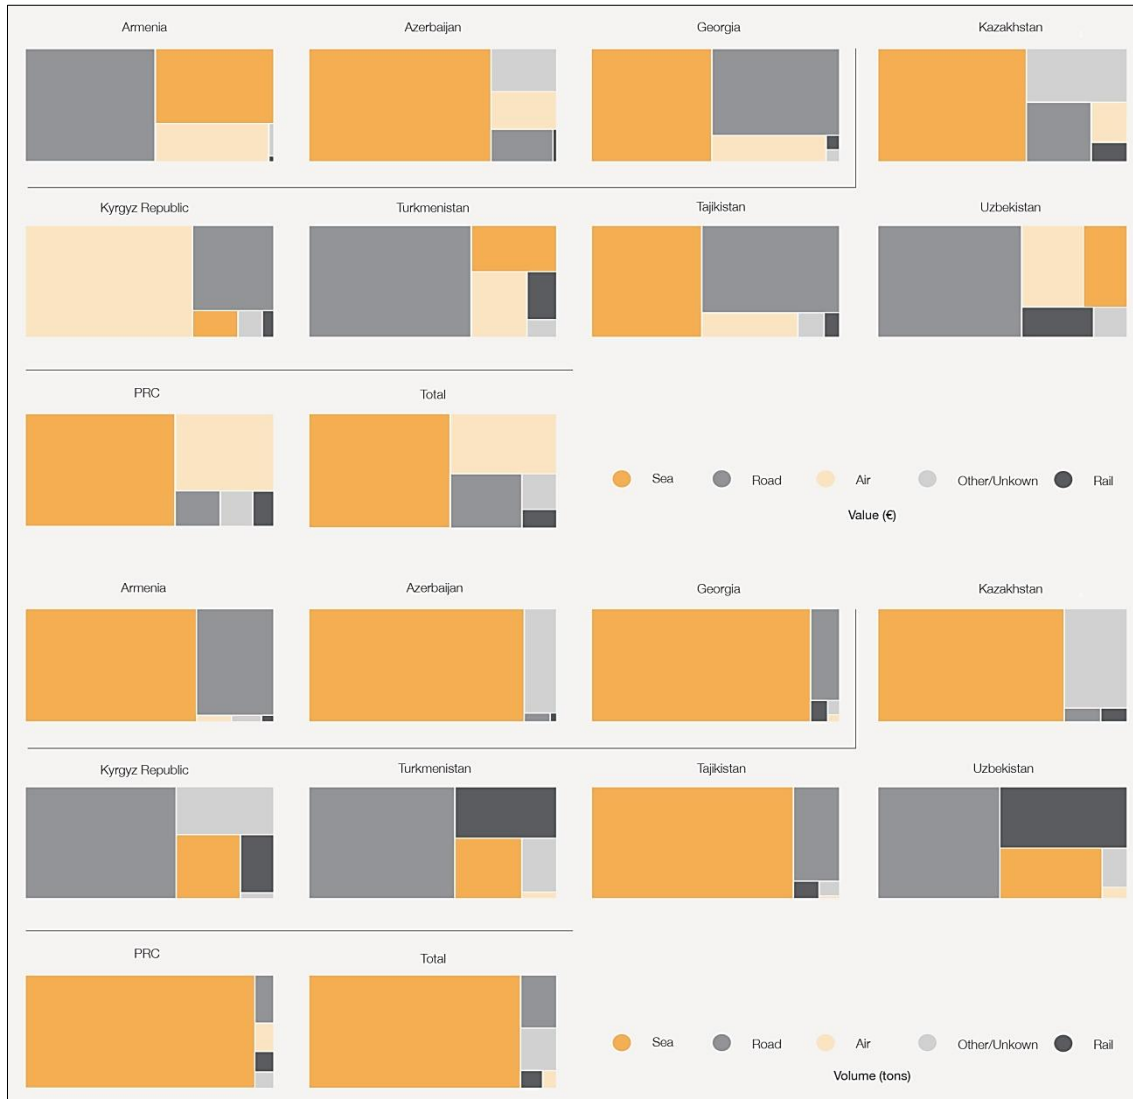 Armenia Azerbaijan Georgia Kazakhstan
Kyrgyz Republic Turkmenistan Tajikistan Uzbekistan
PRC Total
Sea Road Air Other/Unkown Rail
Value (€)
Armenia Azerbaijan Georgia Kazakhstan
Kyrgyz Republic Turkmenistan Tajikistan Uzbekistan
PRC Total
Sea Road Air Other/Unkown Rail
Volume (tons)